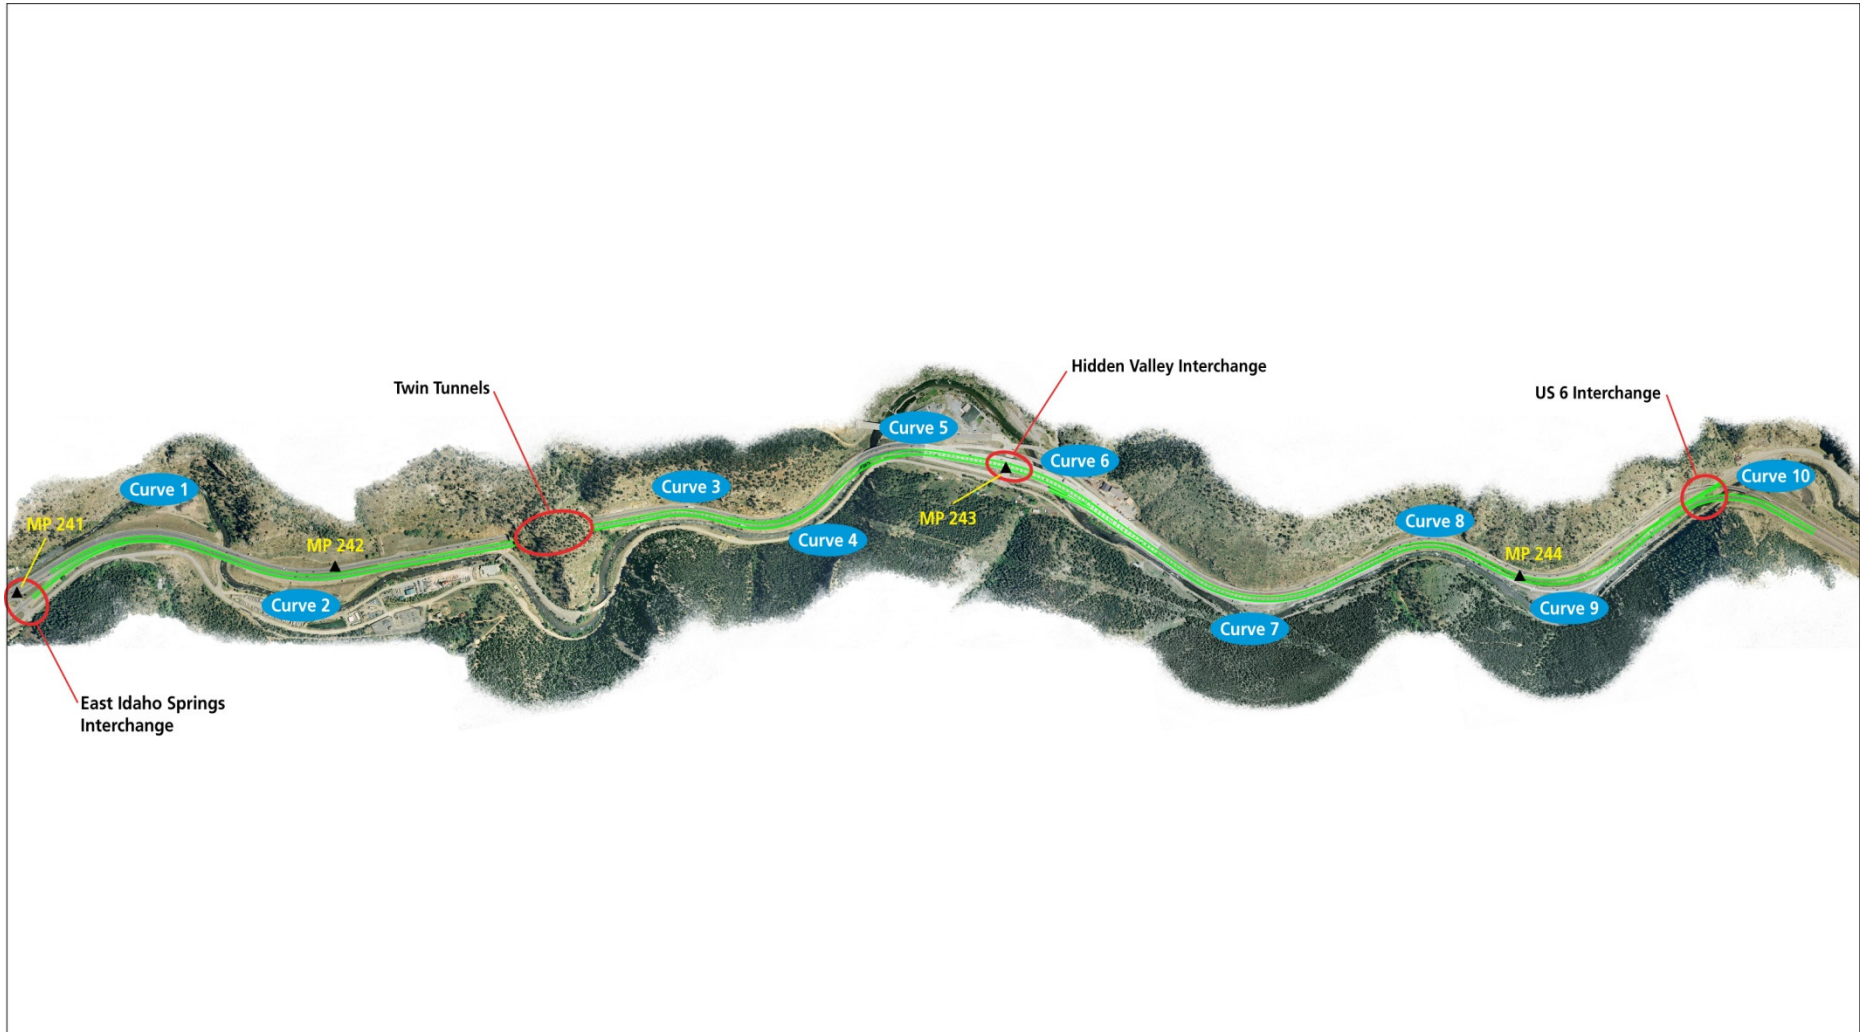 Hidden Valley Interchange
Twin Tunnels
US 6 Interchange
Curve 5
Curve 6
Curve 10
Curve 3
Curve 1
MP 243
Curve 8
MP 241
Curve 4
MP 242
MP 244
Curve 2
Curve 9
Curve 7
East Idaho Springs
Interchange